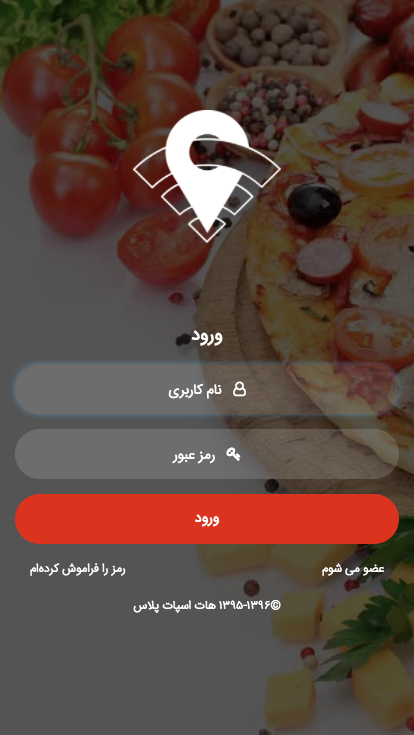 ورود
نام کاربری
رمز عبور
ورود
عضو می شوم
رمز را فراموش کرده‌ام
©۱۳۹۵-۱۳۹۶ هات اسپات پلاس